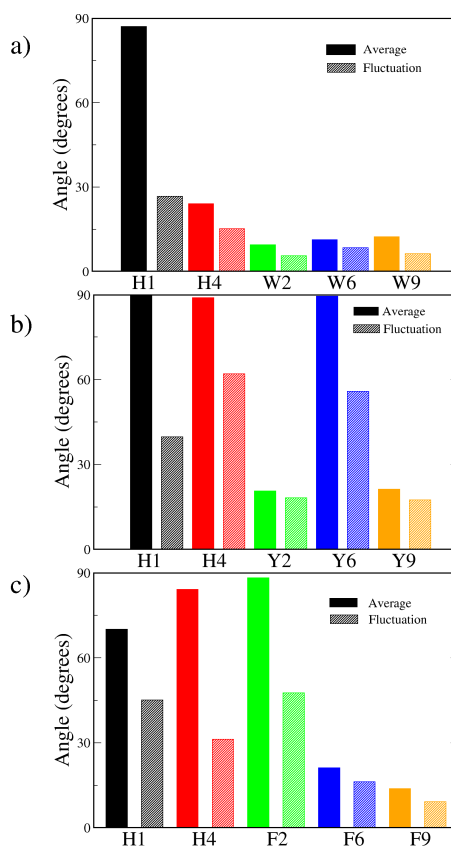 a)
90
60
30
0
Angle (degrees)
Average
Fluctuation
H1 H4 W2 W6 W9
b)
90
60
30
0
Angle (degrees)
Average
Fluctuation
H1 H4 Y2 Y6 Y9
c)
90
60
30
0
Angle (degrees)
Average
Fluctuation
H1 H4 F2 F6 F9